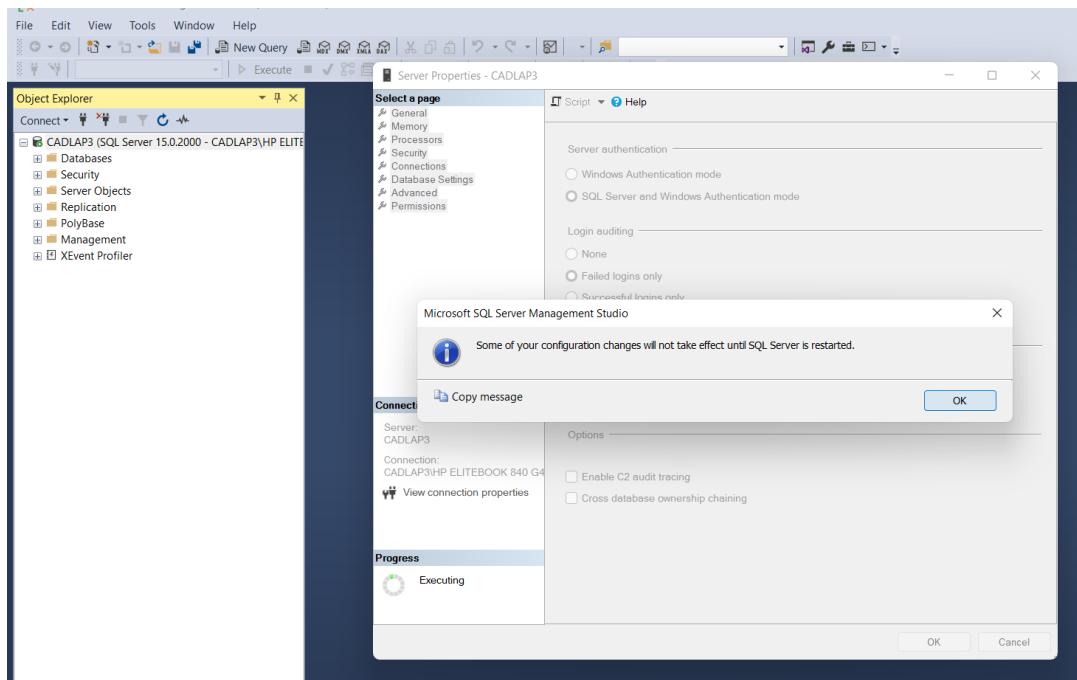 File Edit View Tools Window Help
New Query MDX DMX XMLA DAX
Execute
Server Properties - CADLAP3
Object Explorer
Connect
CADLAP3 (SQL Server 15.0.2000 - CADLAP3\HP ELITE
Databases
Security
Server Objects
Replication
PolyBase
Management
XEvent Profiler
Select a page
General
Memory
Processors
Security
Connections
Database Settings
Advanced
Permissions
Script Help
Server authentication
Windows Authentication mode
SQL Server and Windows Authentication mode
Login auditing
None
Failed logins only
Successful logins only
Microsoft SQL Server Management Studio
Some of your configuration changes will not take effect until SQL Server is restarted.
Copy message
OK
Connecti
Server:
CADLAP3
Connection:
CADLAP3\HP ELITEBOOK 840 G4
View connection properties
Options
Enable C2 audit tracing
Cross database ownership chaining
Progress
Executing
OK Cancel